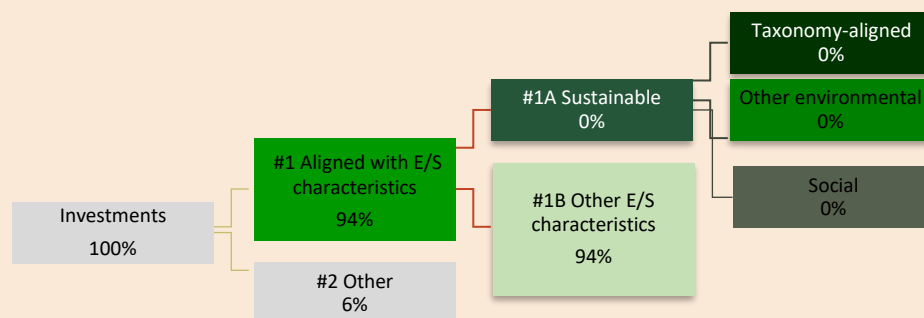 Investments
100%
#1 Aligned with E/S
characteristics
94%
#2 Other
6%
#1A Sustainable
0%
#1B Other E/S
characteristics
94%
Taxonomy-aligned
0%
Other environmental
0%
Social
0%